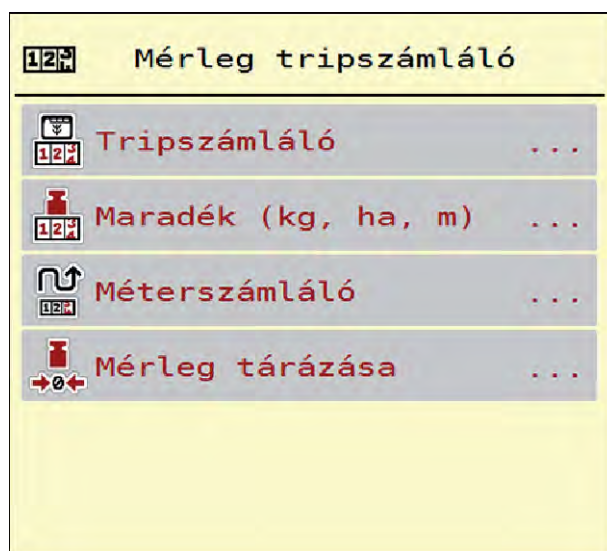 Mérleg tripszámláló
Tripszámláló ...
Maradék (kg, ha, m) ...
Méterszámláló ...
Mérleg tárázása ...